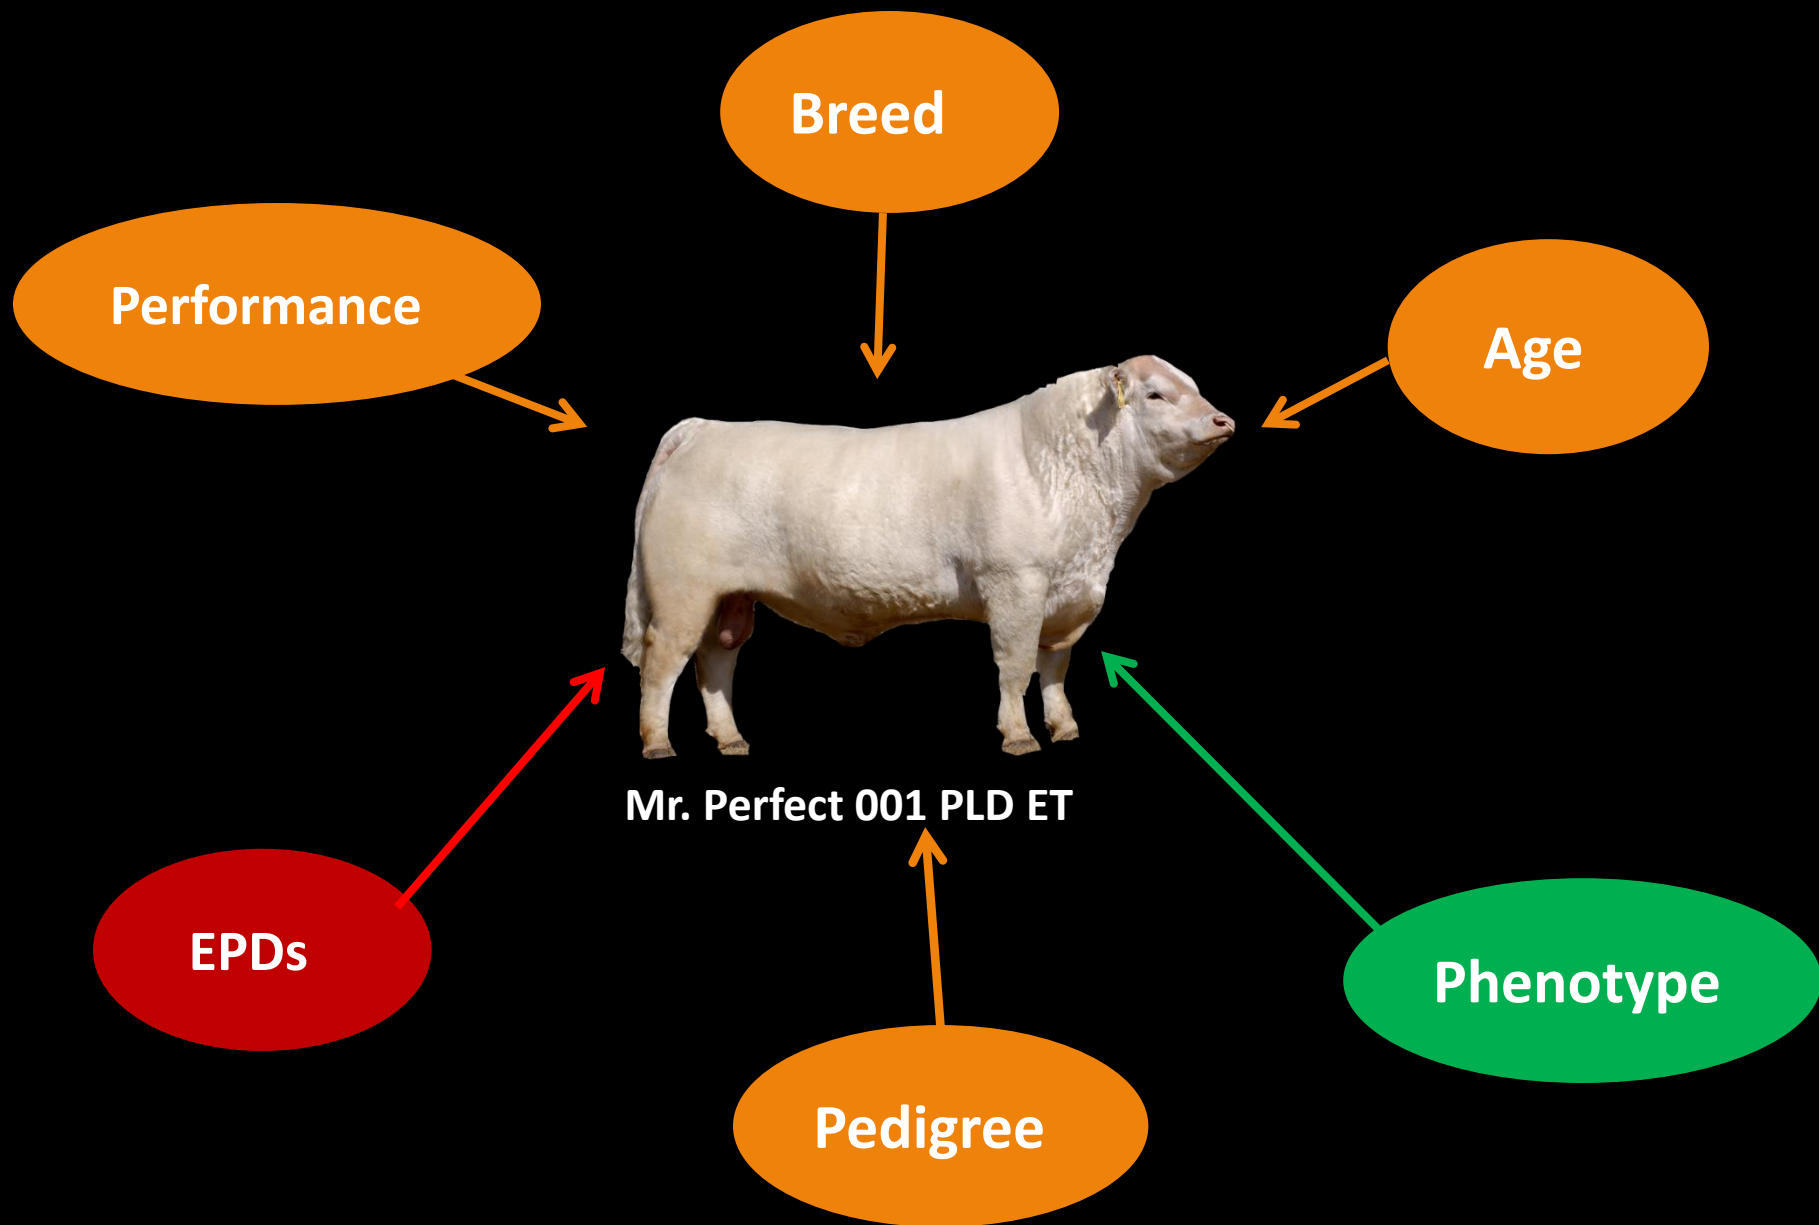 Breed
Performance
Age
Mr. Perfect 001 PLD ET
EPDs
Phenotype
Pedigree